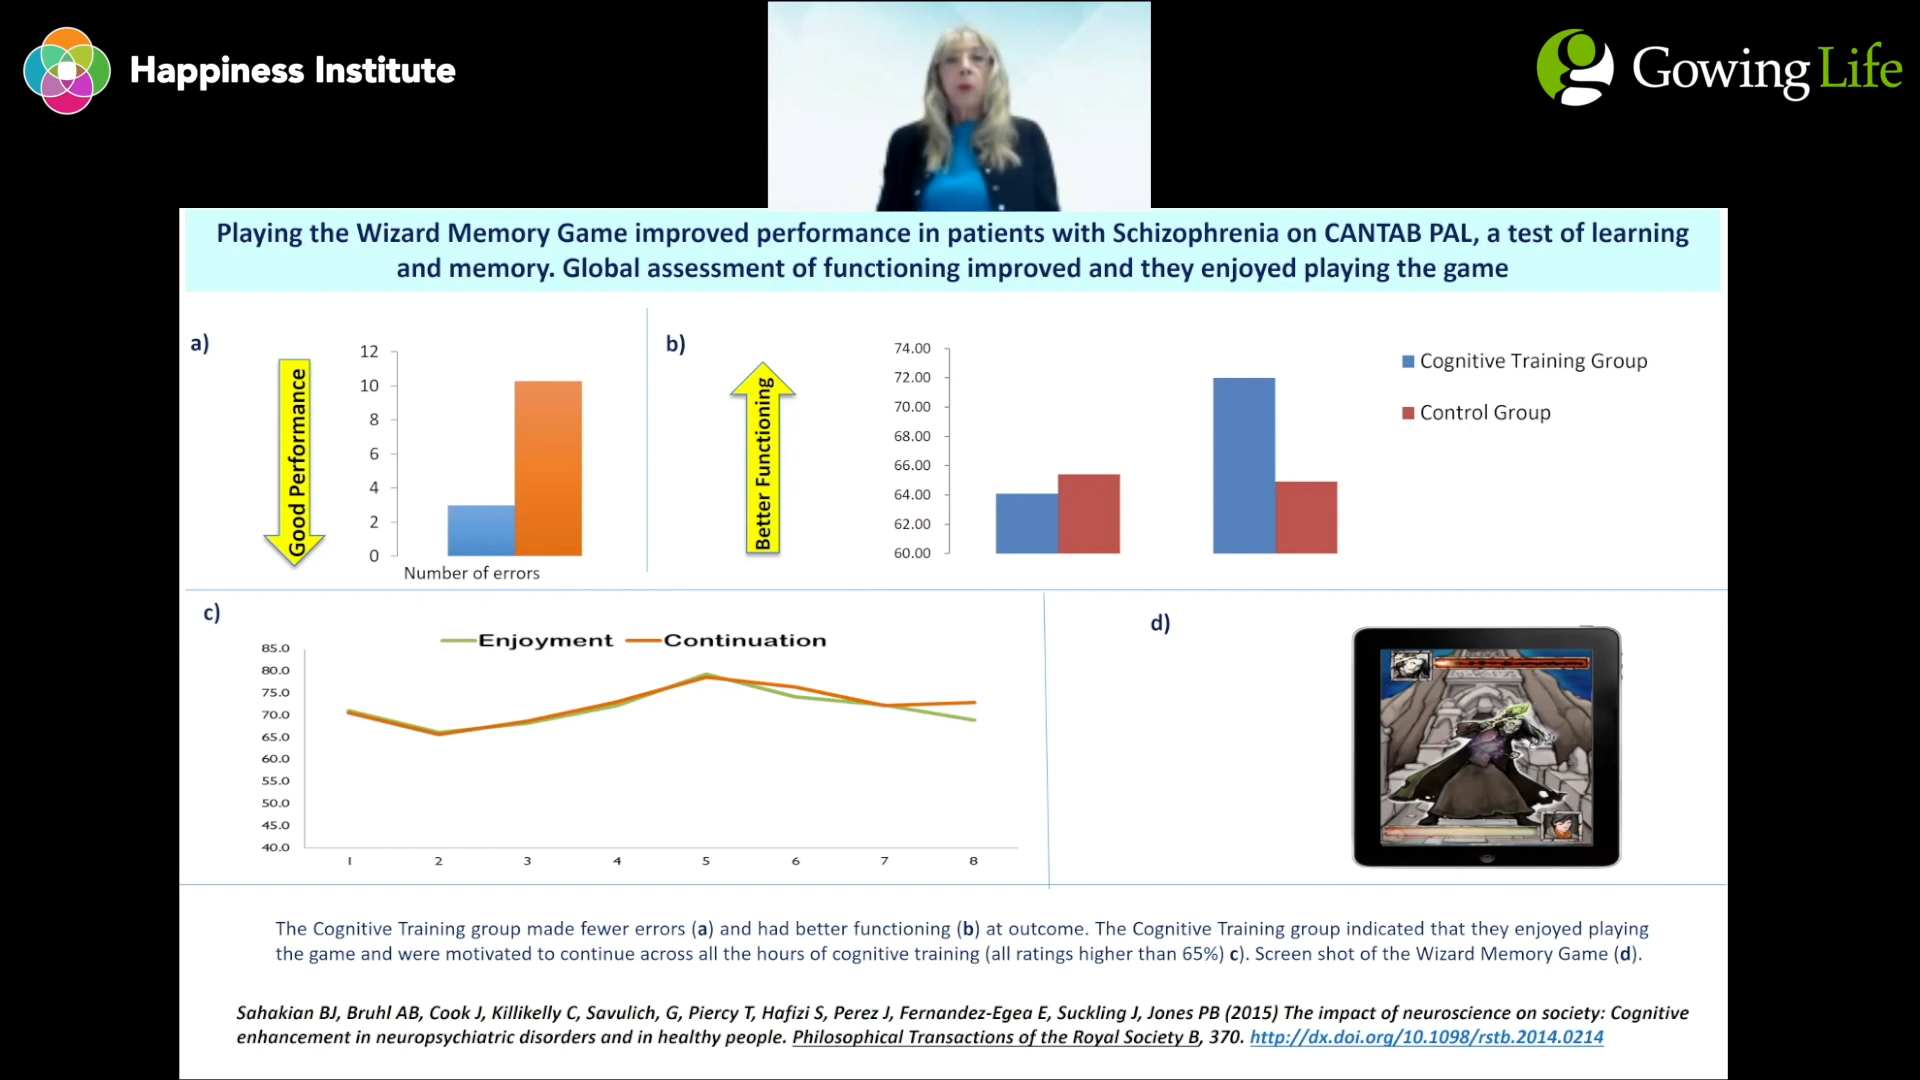 Happiness Institute
Gowing Life
Playing the Wizard Memory Game improved performance in patients with Schizophrenia on CANTAB PAL, a test of learning
and memory. Global assessment of functioning improved and they enjoyed playing the game
a)
Good Performance
12
10
8
6
4
2
0
Number of errors
b)
Better Functioning
74.00
72.00
70.00
68.00
66.00
64.00
62.00
60.00
Cognitive Training Group
Control Group
c)
Enjoyment Continuation
85.0
80.0
75.0
70.0
65.0
60.0
55.0
50.0
45.0
40.0
1 2 3 4 5 6 7 8
d)
The Cognitive Training group made fewer errors (a) and had better functioning (b) at outcome. The Cognitive Training group indicated that they enjoyed playing
the game and were motivated to continue across all the hours of cognitive training (all ratings higher than 65%) c). Screen shot of the Wizard Memory Game (d).
Sahakian BJ, Bruhl AB, Cook J, Killikelly C, Savulich, G, Piercy T, Hafizi S, Perez J, Fernandez-Egea E, Suckling J, Jones PB (2015) The impact of neuroscience on society: Cognitive
enhancement in neuropsychiatric disorders and in healthy people. Philosophical Transactions of the Royal Society B, 370. http://dx.doi.org/10.1098/rstb.2014.0214